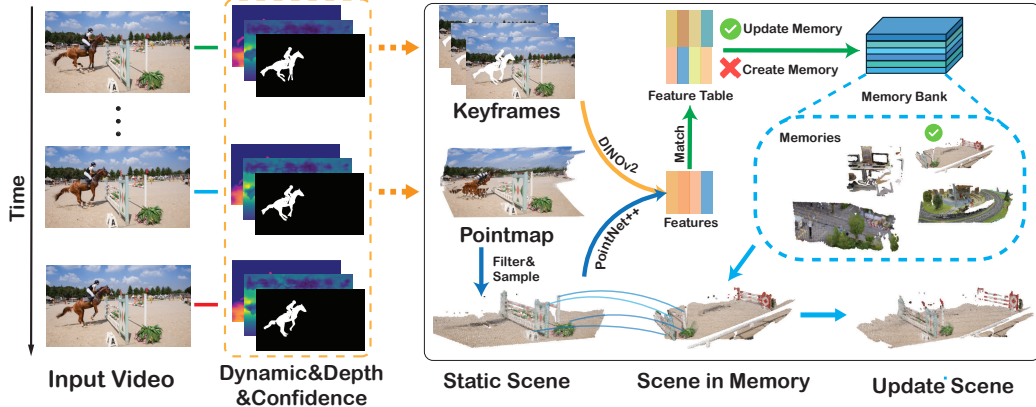 Time
Input Video
Dynamic&Depth
&Confidence
Keyframes
DINOv2
Pointmap
Filter&
Sample
PointNet++
Features
Match
Feature Table
Update Memory
Create Memory
Memory Bank
Memories
Static Scene
Scene in Memory
Update Scene